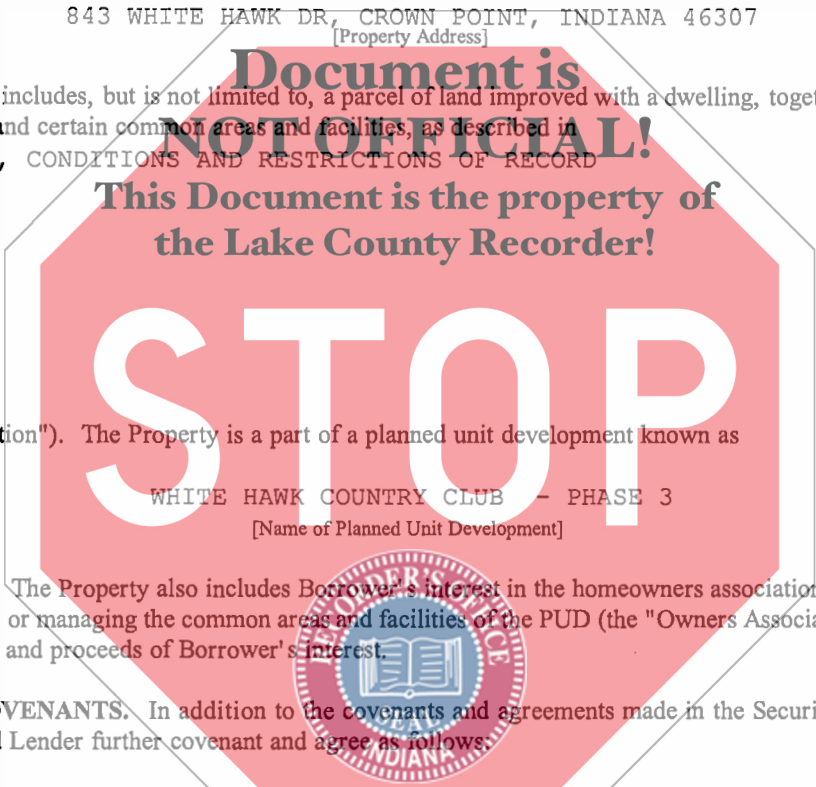 843 WHITE HAWK DR, CROWN POINT, INDIANA 46307
[Property Address]
Document is
includes, but is not limited to, a parcel of land improved with a dwelling, toget
nd certain common areas and facilities, as described in
NOT OFFICIAL!
, CONDITIONS AND RESTRICTIONS OF RECORD
This Document is the property of
the Lake County Recorder!
STOP
tion"). The Property is a part of a planned unit development known as
WHITE HAWK COUNTRY CLUB - PHASE 3
[Name of Planned Unit Development]
The Property also includes Borrower's interest in the homeowners association
or managing the common areas and facilities of the PUD (the "Owners Associa
and proceeds of Borrower's interest.
RECORDER'S OFFICE
SEAL
INDIANA
OVENANTS. In addition to the covenants and agreements made in the Securi
d Lender further covenant and agree as follows: